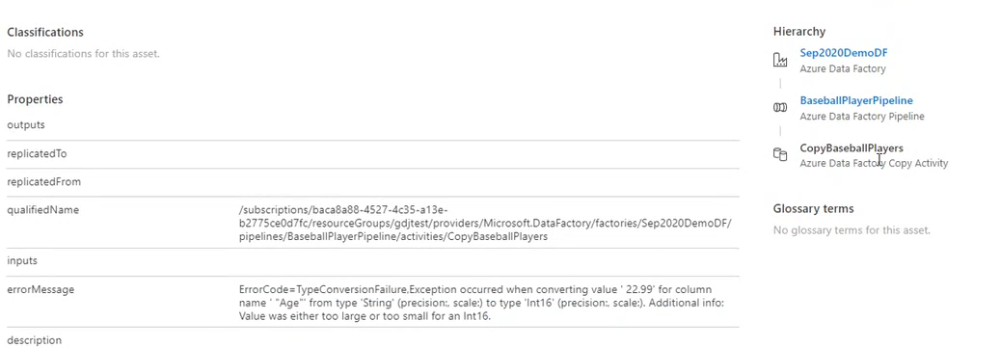 Classifications
No classifications for this asset.
Properties
outputs
replicatedTo
replicatedFrom
qualifiedName
/subscriptions/baca8a88-4527-4c35-a13e-
b2775ce0d7fc/resourceGroups/gdjtest/providers/Microsoft.DataFactory/factories/Sep2020DemoDF/
pipelines/BaseballPlayerPipeline/activities/CopyBaseballPlayers
inputs
errorMessage
ErrorCode=TypeConversionFailure,Exception occurred when converting value ' 22.99' for column
name ' "Age"' from type 'String' (precision:, scale:) to type 'Int16' (precision:, scale:). Additional info:
Value was either too large or too small for an Int16.
description
Hierarchy
Sep2020DemoDF
Azure Data Factory
BaseballPlayerPipeline
Azure Data Factory Pipeline
CopyBaseballPlayers
Azure Data Factory Copy Activity
Glossary terms
No glossary terms for this asset.